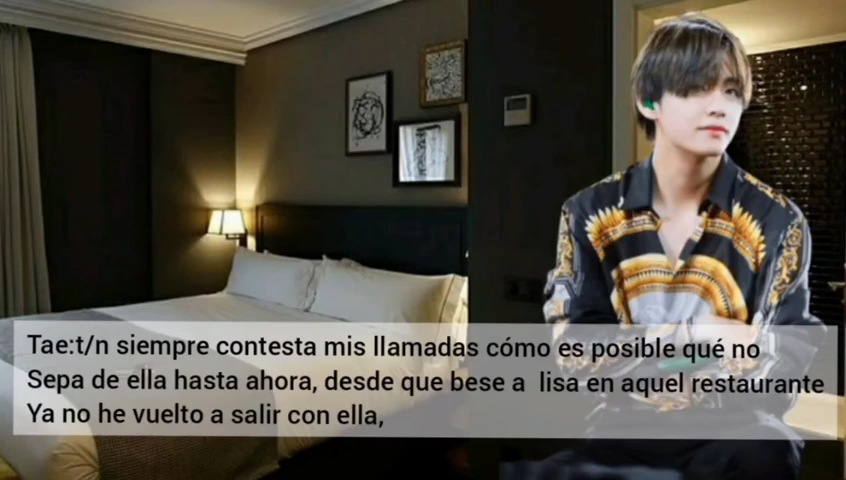 Tae:t/n siempre contesta mis llamadas cómo es posible qué no
Sepa de ella hasta ahora, desde que bese a lisa en aquel restaurante
Ya no he vuelto a salir con ella,